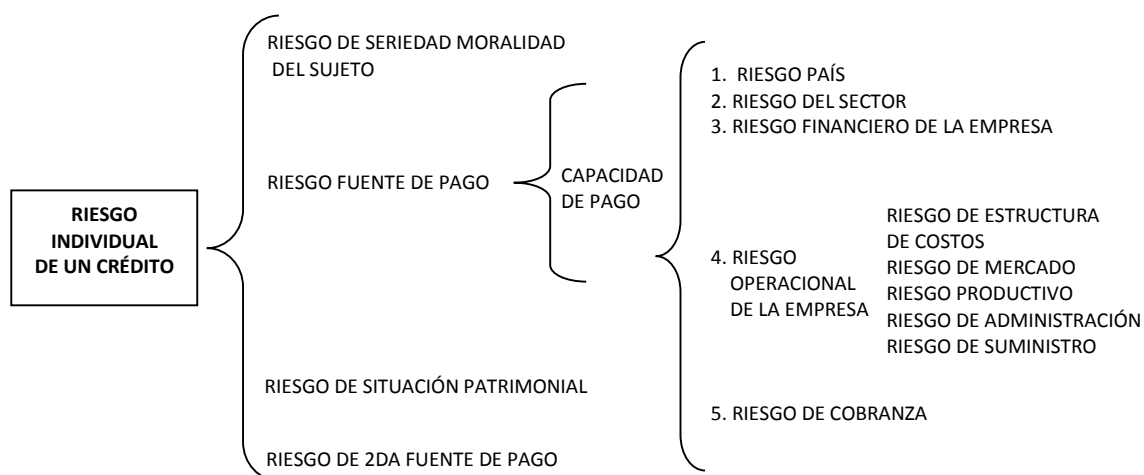 RIESGO
INDIVIDUAL
DE UN CRÉDITO
RIESGO DE SERIEDAD MORALIDAD
DEL SUJETO
RIESGO FUENTE DE PAGO
RIESGO DE SITUACIÓN PATRIMONIAL
RIESGO DE 2DA FUENTE DE PAGO
CAPACIDAD
DE PAGO
1. RIESGO PAÍS
2. RIESGO DEL SECTOR
3. RIESGO FINANCIERO DE LA EMPRESA
4. RIESGO
OPERACIONAL
DE LA EMPRESA
RIESGO DE ESTRUCTURA
DE COSTOS
RIESGO DE MERCADO
RIESGO PRODUCTIVO
RIESGO DE ADMINISTRACIÓN
RIESGO DE SUMINISTRO
5. RIESGO DE COBRANZA